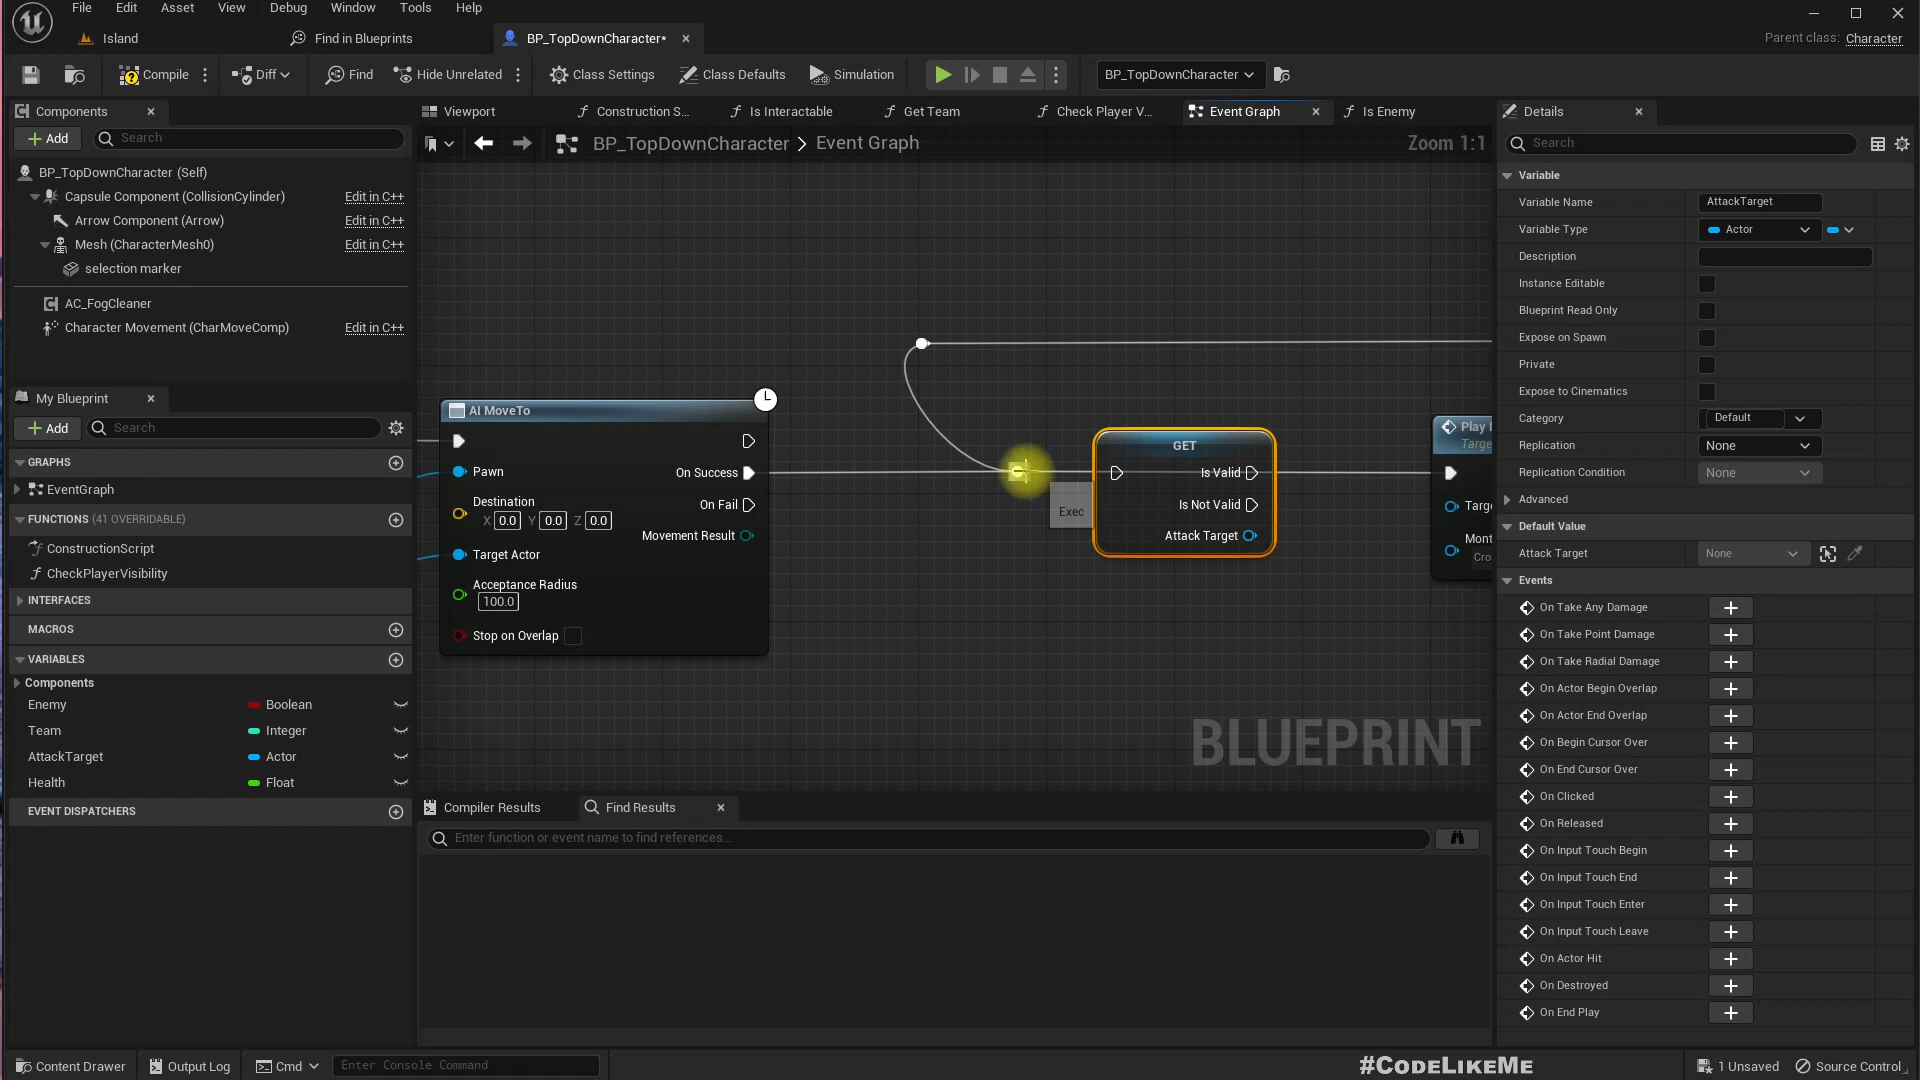 File Edit Asset View Debug Window Tools Help
Island Find in Blueprints BP_TopDownCharacter* Parent class: Character
Compile Diff Find Hide Unrelated Class Settings Class Defaults Simulation BP_TopDownCharacter
Components
Add Search
BP_TopDownCharacter (Self)
Capsule Component (CollisionCylinder) Edit in C++
Arrow Component (Arrow) Edit in C++
Mesh (CharacterMesh0) Edit in C++
selection marker
AC_FogCleaner
Character Movement (CharMoveComp) Edit in C++
My Blueprint
Add Search
GRAPHS
EventGraph
FUNCTIONS (41 OVERRIDABLE)
ConstructionScript
CheckPlayerVisibility
INTERFACES
MACROS
VARIABLES
Components
Enemy Boolean
Team Integer
AttackTarget Actor
Health Float
EVENT DISPATCHERS
Viewport Construction S... Is Interactable Get Team Check Player V... Event Graph Is Enemy
BP_TopDownCharacter > Event Graph Zoom 1:1
AI MoveTo
Pawn On Success
Destination
X 0.0 Y 0.0 Z 0.0
On Fail
Movement Result
Target Actor
Acceptance Radius
100.0
Stop on Overlap
Exec
GET
Is Valid
Is Not Valid
Attack Target
Play
Target
Targe
Mont
Cro
BLUEPRINT
Compiler Results Find Results
Enter function or event name to find references...
Details
Search
Variable
Variable Name AttackTarget
Variable Type Actor
Description
Instance Editable
Blueprint Read Only
Expose on Spawn
Private
Expose to Cinematics
Category Default
Replication None
Replication Condition None
Advanced
Default Value
Attack Target None
Events
On Take Any Damage
On Take Point Damage
On Take Radial Damage
On Actor Begin Overlap
On Actor End Overlap
On Begin Cursor Over
On End Cursor Over
On Clicked
On Released
On Input Touch Begin
On Input Touch End
On Input Touch Enter
On Input Touch Leave
On Actor Hit
On Destroyed
On End Play
Content Drawer Output Log Cmd Enter Console Command #CodeLikeMe 1 Unsaved Source Control